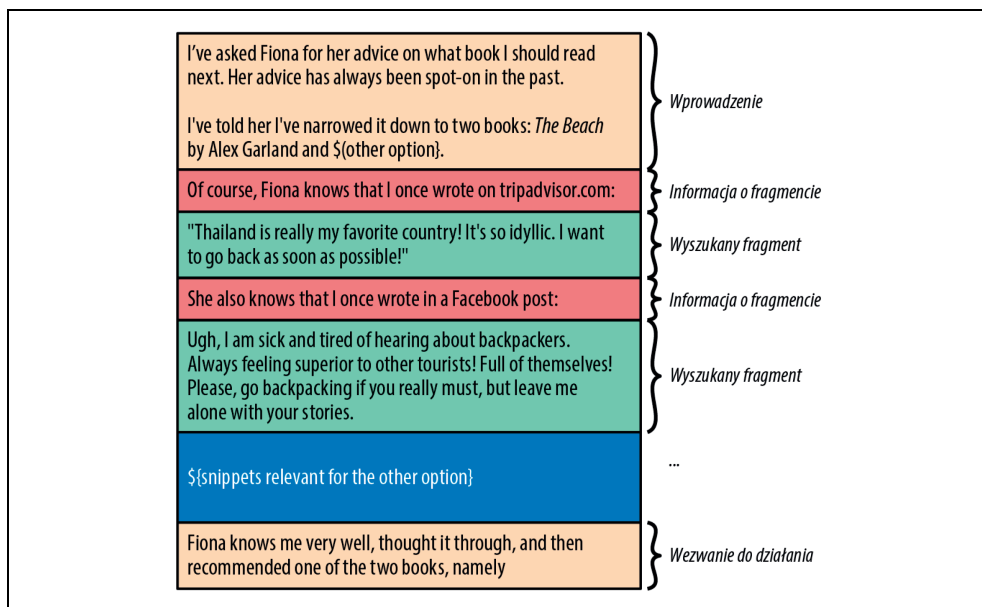 I've asked Fiona for her advice on what book I should read
next. Her advice has always been spot-on in the past.
I've told her I've narrowed it down to two books: The Beach
by Alex Garland and $(other option}.
Wprowadzenie
Of course, Fiona knows that I once wrote on tripadvisor.com:
Informacja o fragmencie
"Thailand is really my favorite country! It's so idyllic. I want
to go back as soon as possible!"
Wyszukany fragment
She also knows that I once wrote in a Facebook post:
Informacja o fragmencie
Ugh, I am sick and tired of hearing about backpackers.
Always feeling superior to other tourists! Full of themselves!
Please, go backpacking if you really must, but leave me
alone with your stories.
Wyszukany fragment
${snippets relevant for the other option}
...
Fiona knows me very well, thought it through, and then
recommended one of the two books, namely
Wezwanie do działania